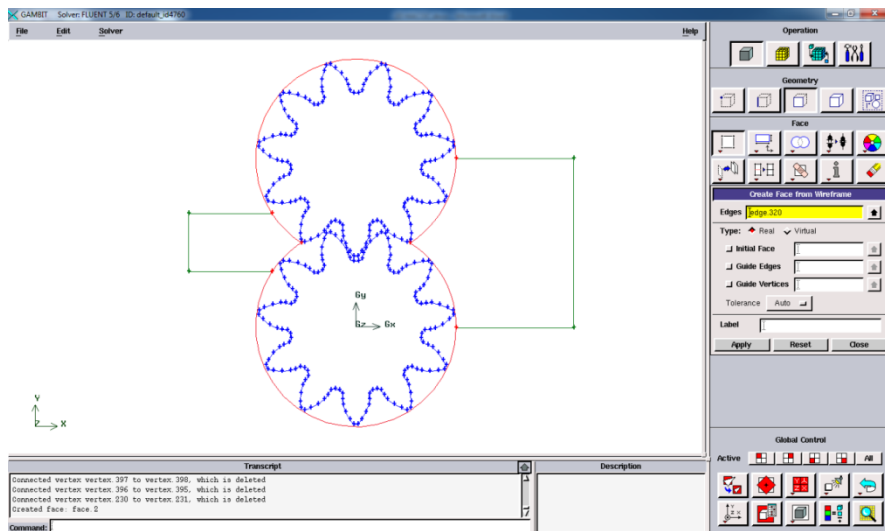 GAMBIT Solver: FLUENT 5/6 ID: default_id4760
File Edit Solver Help
Operation
Geometry
Face
Create Face from Wireframe
Edges edge.320
Type: Real Virtual
Initial Face
Guide Edges
Guide Vertices
Tolerance Auto
Label
Apply Reset Close
Gy
Gz Gx
Y
Z X
Global Control
Active All
Transcript Description
Connected vertex vertex.397 to vertex.398, which is deleted
Connected vertex vertex.396 to vertex.395, which is deleted
Connected vertex vertex.230 to vertex.231, which is deleted
Created face: face.2
Command: